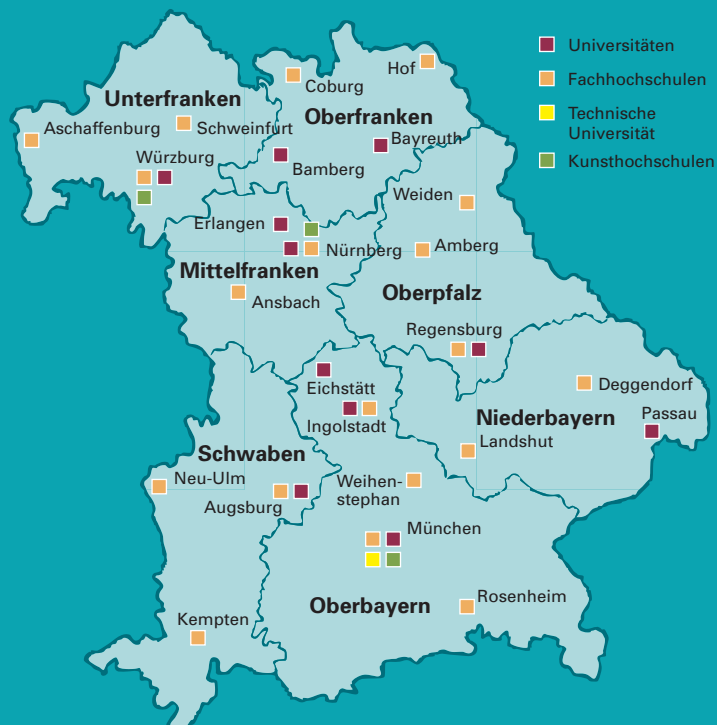 Universitäten
Fachhochschulen
Technische
Universität
Kunsthochschulen
Hof
Coburg
Unterfranken
Oberfranken
Aschaffenburg
Schweinfurt
Bayreuth
Würzburg
Bamberg
Weiden
Erlangen
Nürnberg
Amberg
Mittelfranken
Ansbach
Oberpfalz
Regensburg
Eichstätt
Deggendorf
Ingolstadt
Niederbayern
Passau
Landshut
Schwaben
Neu-Ulm
Augsburg
Weihen-
stephan
München
Oberbayern
Rosenheim
Kempten